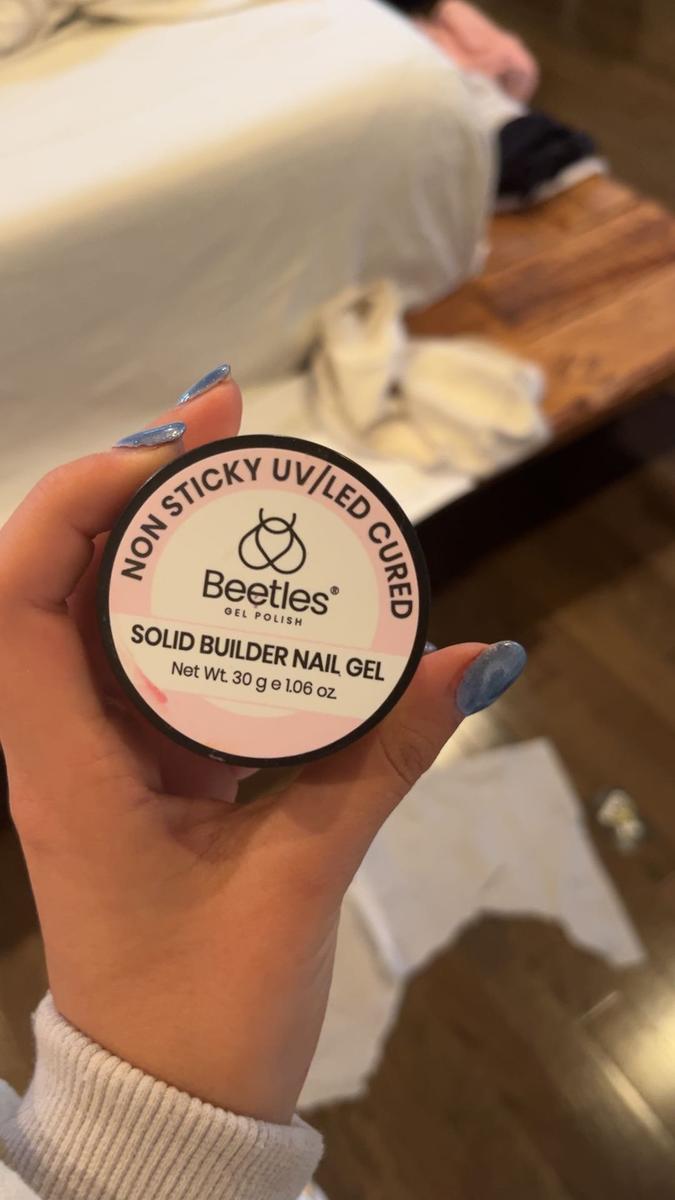 NON STICKY UV/LED CURED
Beetles®
GEL POLISH
SOLID BUILDER NAIL GEL
Net Wt. 30 g e 1.06 oz.